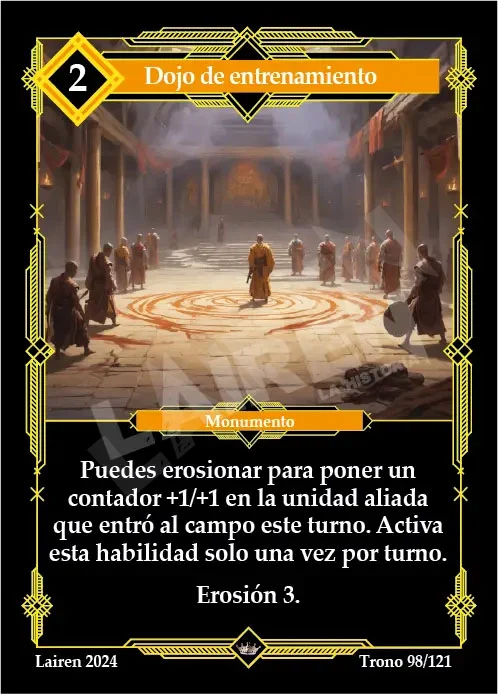 2
Dojo de entrenamiento
Monumento
Puedes erosionar para poner un
contador +1/+1 en la unidad aliada
que entró al campo este turno. Activa
esta habilidad solo una vez por turno.
Erosión 3.
Lairen 2024
Trono 98/121